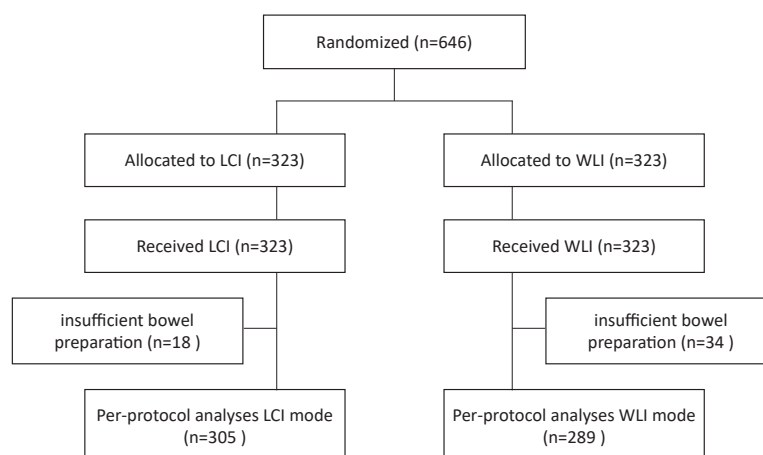 Randomized (n=646)
Allocated to LCI (n=323)
Allocated to WLI (n=323)
Received LCI (n=323)
Received WLI (n=323)
insufficient bowel
preparation (n=18 )
insufficient bowel
preparation (n=34 )
Per-protocol analyses LCI mode
(n=305 )
Per-protocol analyses WLI mode
(n=289 )